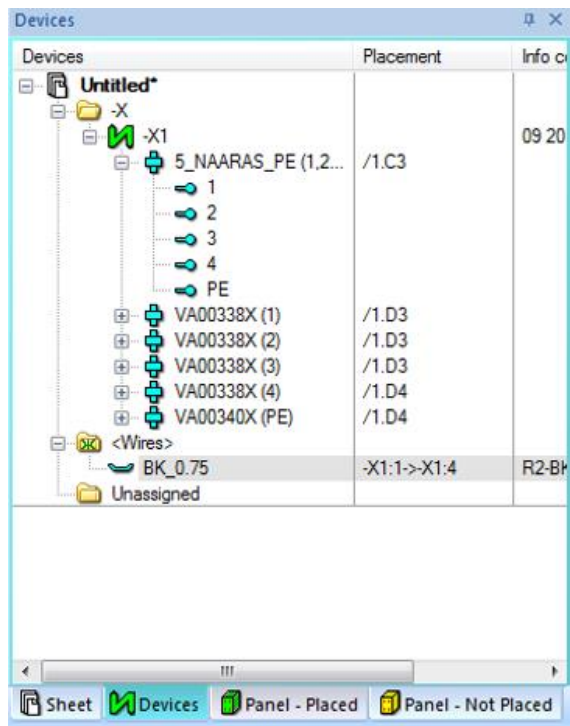 Devices
Devices Placement Info c
Untitled*
-X
-X1 09 20
5_NAARAS_PE (1,2... /1.C3
1
2
3
4
PE
VA00338X (1) /1.D3
VA00338X (2) /1.D3
VA00338X (3) /1.D3
VA00338X (4) /1.D4
VA00340X (PE) /1.D4
<Wires>
BK_0.75 -X1:1->-X1:4 R2-BK
Unassigned
Sheet Devices Panel - Placed Panel - Not Placed